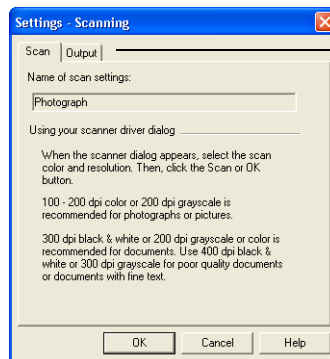 Settings - Scanning
Scan Output
Name of scan settings:
Photograph
Using your scanner driver dialog
When the scanner dialog appears, select the scan
color and resolution. Then, click the Scan or OK
button.
100 - 200 dpi color or 200 dpi grayscale is
recommended for photographs or pictures.
300 dpi black & white or 200 dpi grayscale or color is
recommended for documents. Use 400 dpi black &
white or 300 dpi grayscale for poor quality documents
or documents with fine text.
OK Cancel Help